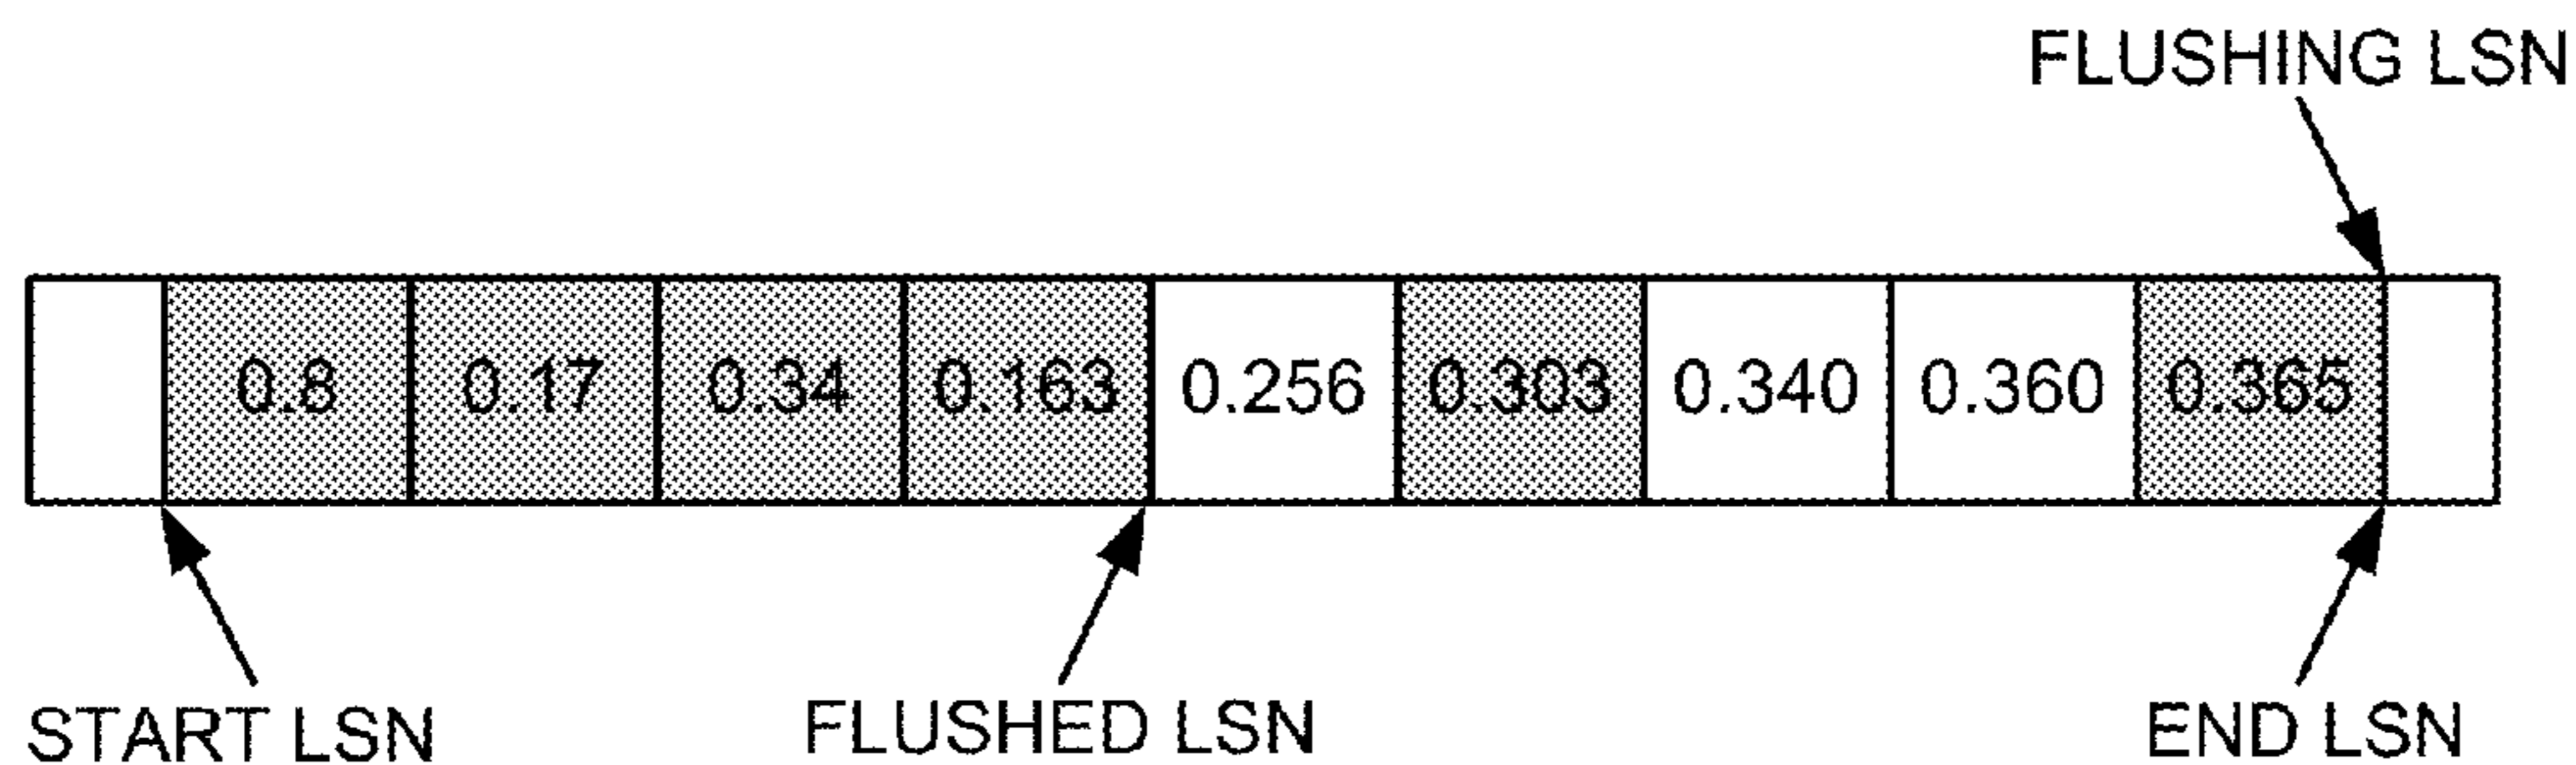 FLUSHING LSN
0.8 0.17 0.34 0.163 0.256 0.303 0.340 0.360 0.365
START LSN FLUSHED LSN END LSN